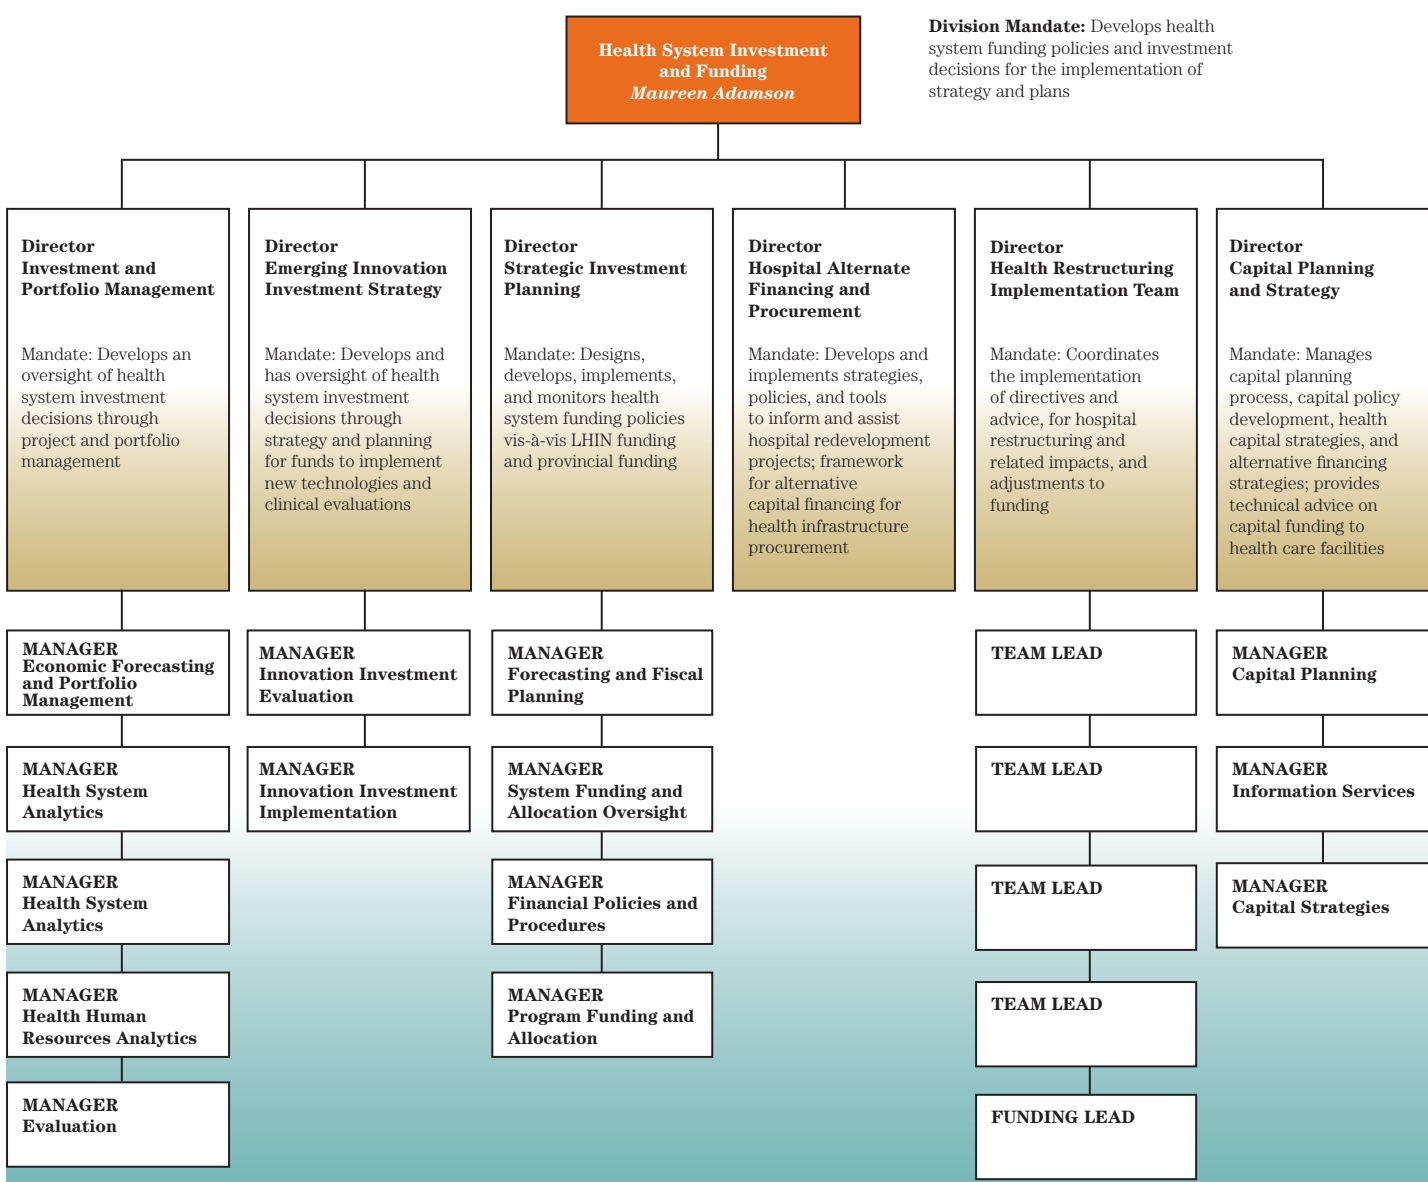 Health System Investment
and Funding
Maureen Adamson
Division Mandate: Develops health
system funding policies and investment
decisions for the implementation of
strategy and plans
Director
Investment and
Portfolio Management
Mandate: Develops an
oversight of health
system investment
decisions through
project and portfolio
management
MANAGER
Economic Forecasting
and Portfolio
Management
MANAGER
Health System
Analytics
MANAGER
Health System
Analytics
MANAGER
Health Human
Resources Analytics
MANAGER
Evaluation
Director
Emerging Innovation
Investment Strategy
Mandate: Develops and
has oversight of health
system investment
decisions through
strategy and planning
for funds to implement
new technologies and
clinical evaluations
MANAGER
Innovation Investment
Evaluation
MANAGER
Innovation Investment
Implementation
Director
Strategic Investment
Planning
Mandate: Designs,
develops, implements,
and monitors health
system funding policies
vis-à-vis LHIN funding
and provincial funding
MANAGER
Forecasting and Fiscal
Planning
MANAGER
System Funding and
Allocation Oversight
MANAGER
Financial Policies and
Procedures
MANAGER
Program Funding and
Allocation
Director
Hospital Alternate
Financing and
Procurement
Mandate: Develops and
implements strategies,
policies, and tools
to inform and assist
hospital redevelopment
projects; framework
for alternative
capital financing for
health infrastructure
procurement
Director
Health Restructuring
Implementation Team
Mandate: Coordinates
the implementation
of directives and
advice, for hospital
restructuring and
related impacts, and
adjustments to
funding
TEAM LEAD
TEAM LEAD
TEAM LEAD
TEAM LEAD
FUNDING LEAD
Director
Capital Planning
and Strategy
Mandate: Manages
capital planning
process, capital policy
development, health
capital strategies, and
alternative financing
strategies; provides
technical advice on
capital funding to
health care facilities
MANAGER
Capital Planning
MANAGER
Information Services
MANAGER
Capital Strategies